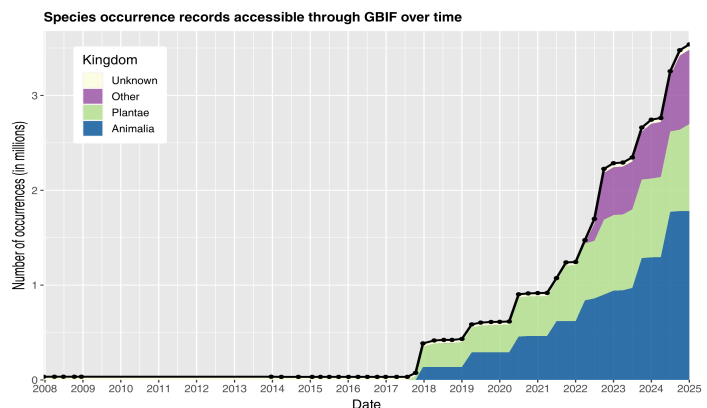 Species occurrence records accessible through GBIF over time
Kingdom
Unknown
Other
Plantae
Animalia
Number of occurrences (in millions)
3
2
1
0
2008 2009 2010 2011 2012 2013 2014 2015 2016 2017 2018 2019 2020 2021 2022 2023 2024 2025
Date